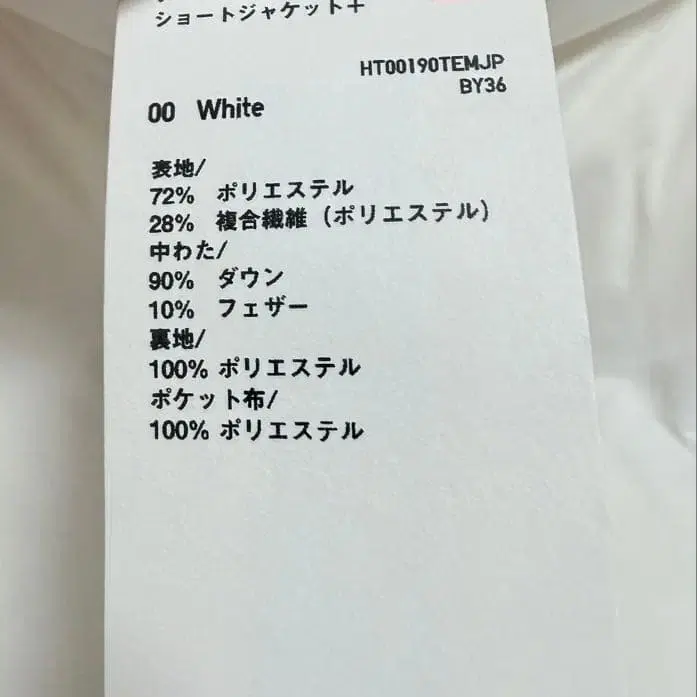 ショートジャケット＋
HT00190TEMJP
BY36
00 White
表地/
72% ポリエステル
28% 複合繊維（ポリエステル）
中わた/
90% ダウン
10% フェザー
裏地/
100% ポリエステル
ポケット布/
100% ポリエステル